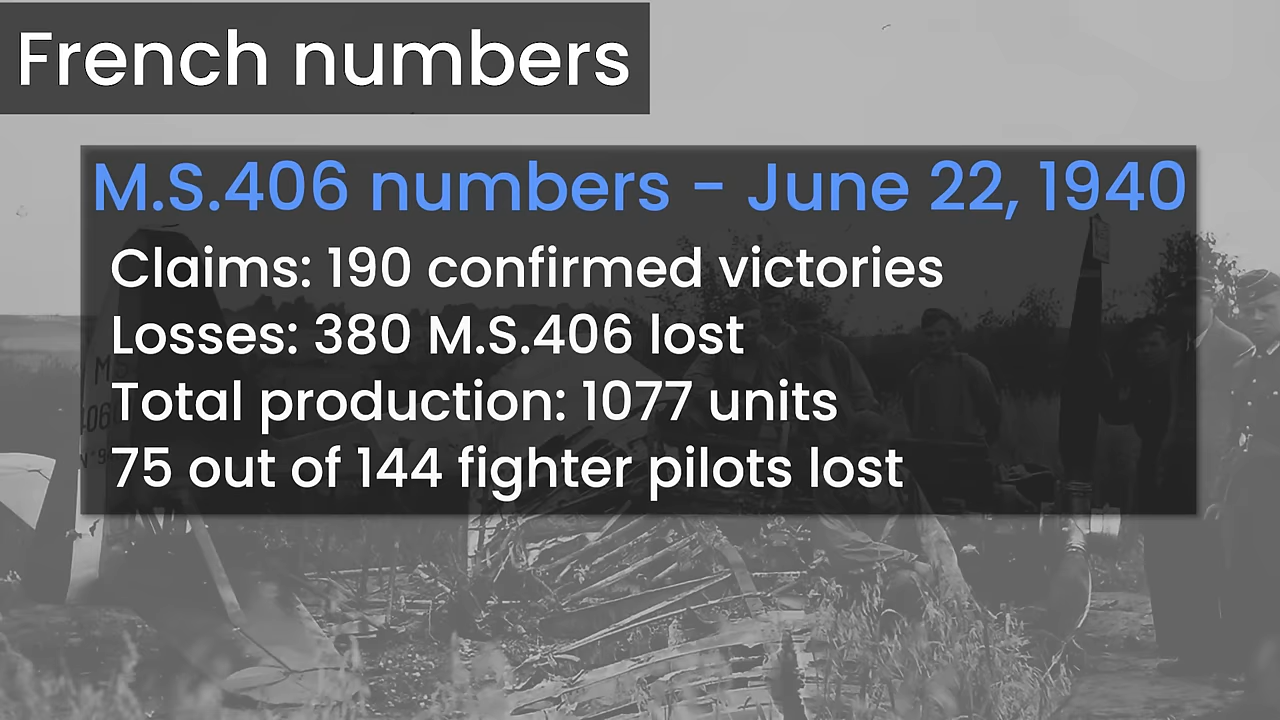 French numbers
M.S.406 numbers - June 22, 1940
Claims: 190 confirmed victories
Losses: 380 M.S.406 lost
Total production: 1077 units
75 out of 144 fighter pilots lost